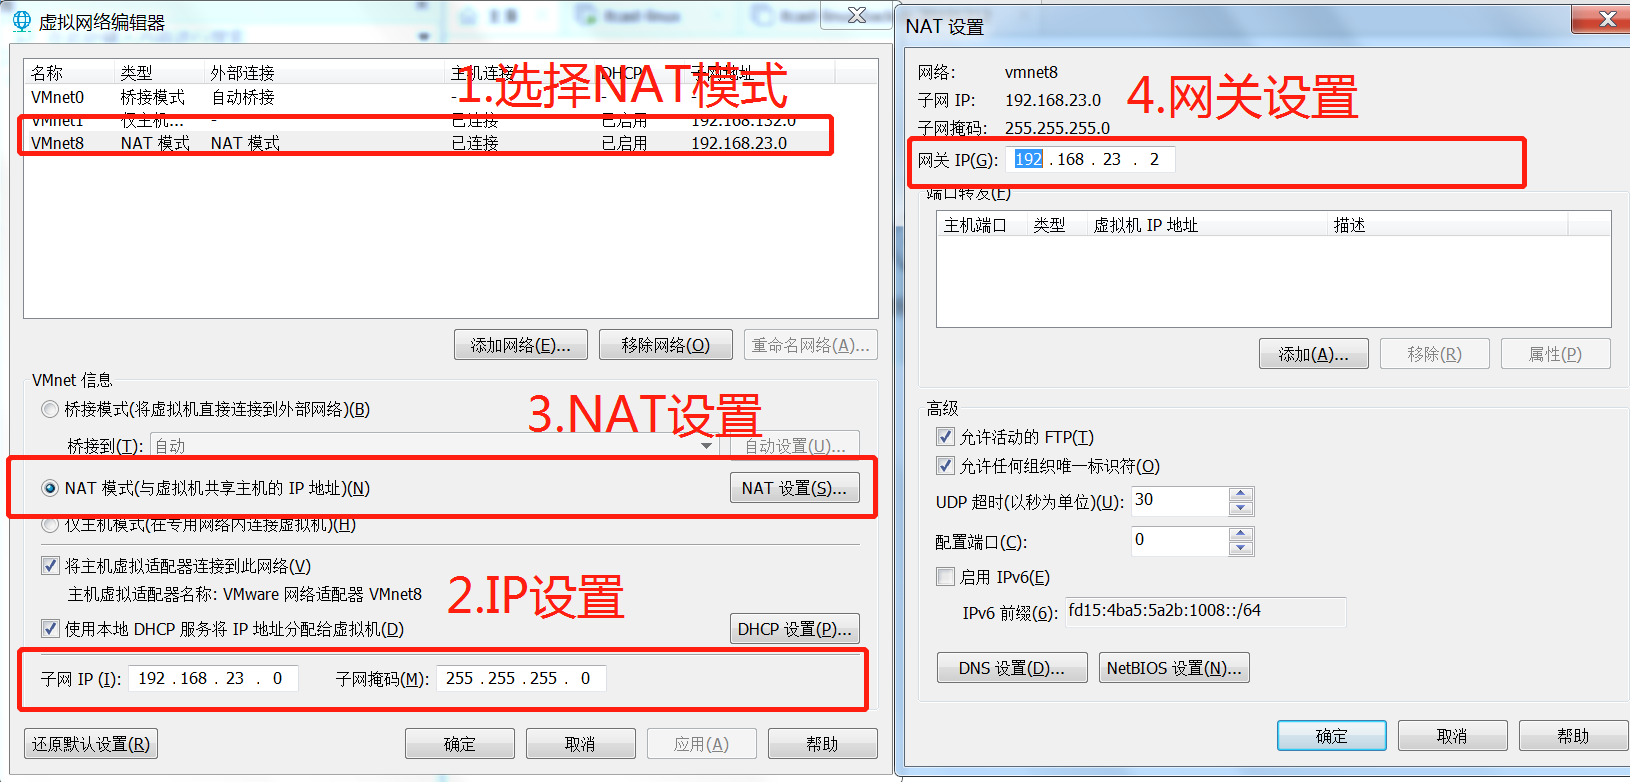 虚拟网络编辑器
名称 类型 外部连接 主机连接 DHCP 子网地址
1.选择NAT模式
VMnet0 桥接模式 自动桥接 - - -
VMnet1 仅主机... - 已连接 已启用 192.168.132.0
VMnet8 NAT 模式 NAT 模式 已连接 已启用 192.168.23.0
添加网络(E)... 移除网络(O) 重命名网络(A)...
VMnet 信息
桥接模式(将虚拟机直接连接到外部网络)(B)
3.NAT设置
桥接到(T): 自动 自动设置(U)...
NAT 模式(与虚拟机共享主机的 IP 地址)(N) NAT 设置(S)...
仅主机模式(在专用网络内连接虚拟机)(H)
将主机虚拟适配器连接到此网络(V)
主机虚拟适配器名称: VMware 网络适配器 VMnet8
2.IP设置
使用本地 DHCP 服务将 IP 地址分配给虚拟机(D) DHCP 设置(P)...
子网 IP (I): 192 . 168 . 23 . 0 子网掩码(M): 255 . 255 . 255 . 0
还原默认设置(R) 确定 取消 应用(A) 帮助
NAT 设置
网络: vmnet8
子网 IP: 192.168.23.0
4.网关设置
子网掩码: 255.255.255.0
网关 IP(G): 192 . 168 . 23 . 2
端口转发(F)
主机端口 类型 虚拟机 IP 地址 描述
添加(A)... 移除(R) 属性(P)
高级
允许活动的 FTP(T)
允许任何组织唯一标识符(O)
UDP 超时(以秒为单位)(U): 30
配置端口(C): 0
启用 IPv6(E)
IPv6 前缀(6): fd15:4ba5:5a2b:1008::/64
DNS 设置(D)... NetBIOS 设置(N)...
确定 取消 帮助